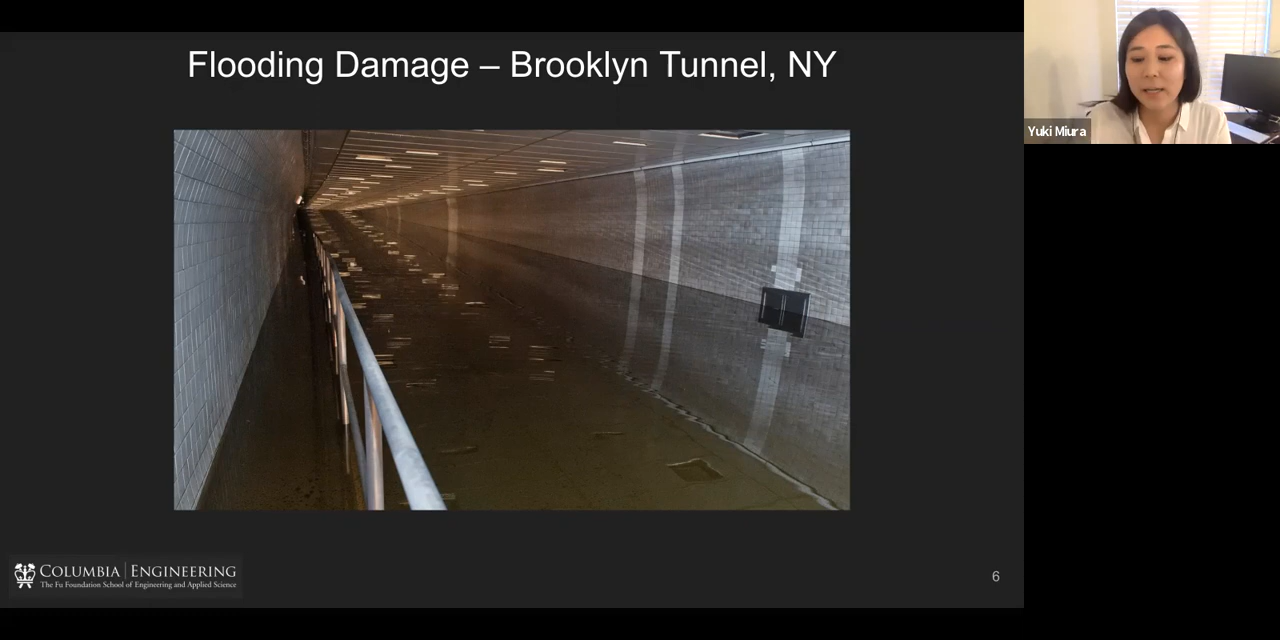 Flooding Damage – Brooklyn Tunnel, NY
Yuki Miura
COLUMBIA | ENGINEERING
The Fu Foundation School of Engineering and Applied Science
6